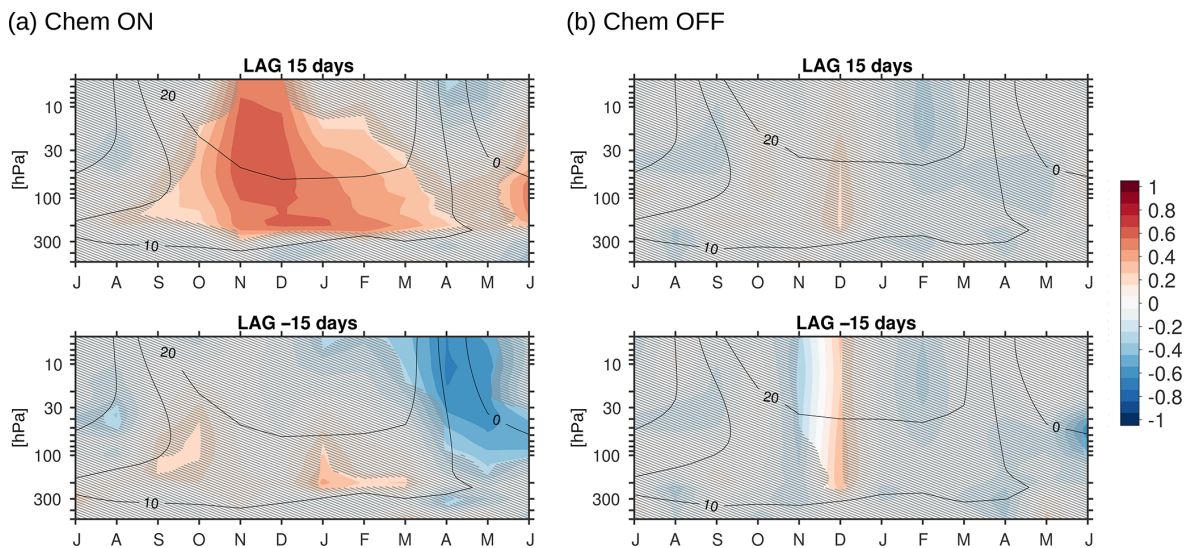 (a) Chem ON
(b) Chem OFF
LAG 15 days
10
30
100
300
[hPa]
20
0
10
J A S O N D J F M A M J
LAG 15 days
10
30
100
300
[hPa]
20
0
10
J A S O N D J F M A M J
LAG −15 days
10
30
100
300
[hPa]
20
0
10
J A S O N D J F M A M J
LAG −15 days
10
30
100
300
[hPa]
20
0
10
J A S O N D J F M A M J
1
0.8
0.6
0.4
0.2
0
-0.2
-0.4
-0.6
-0.8
-1